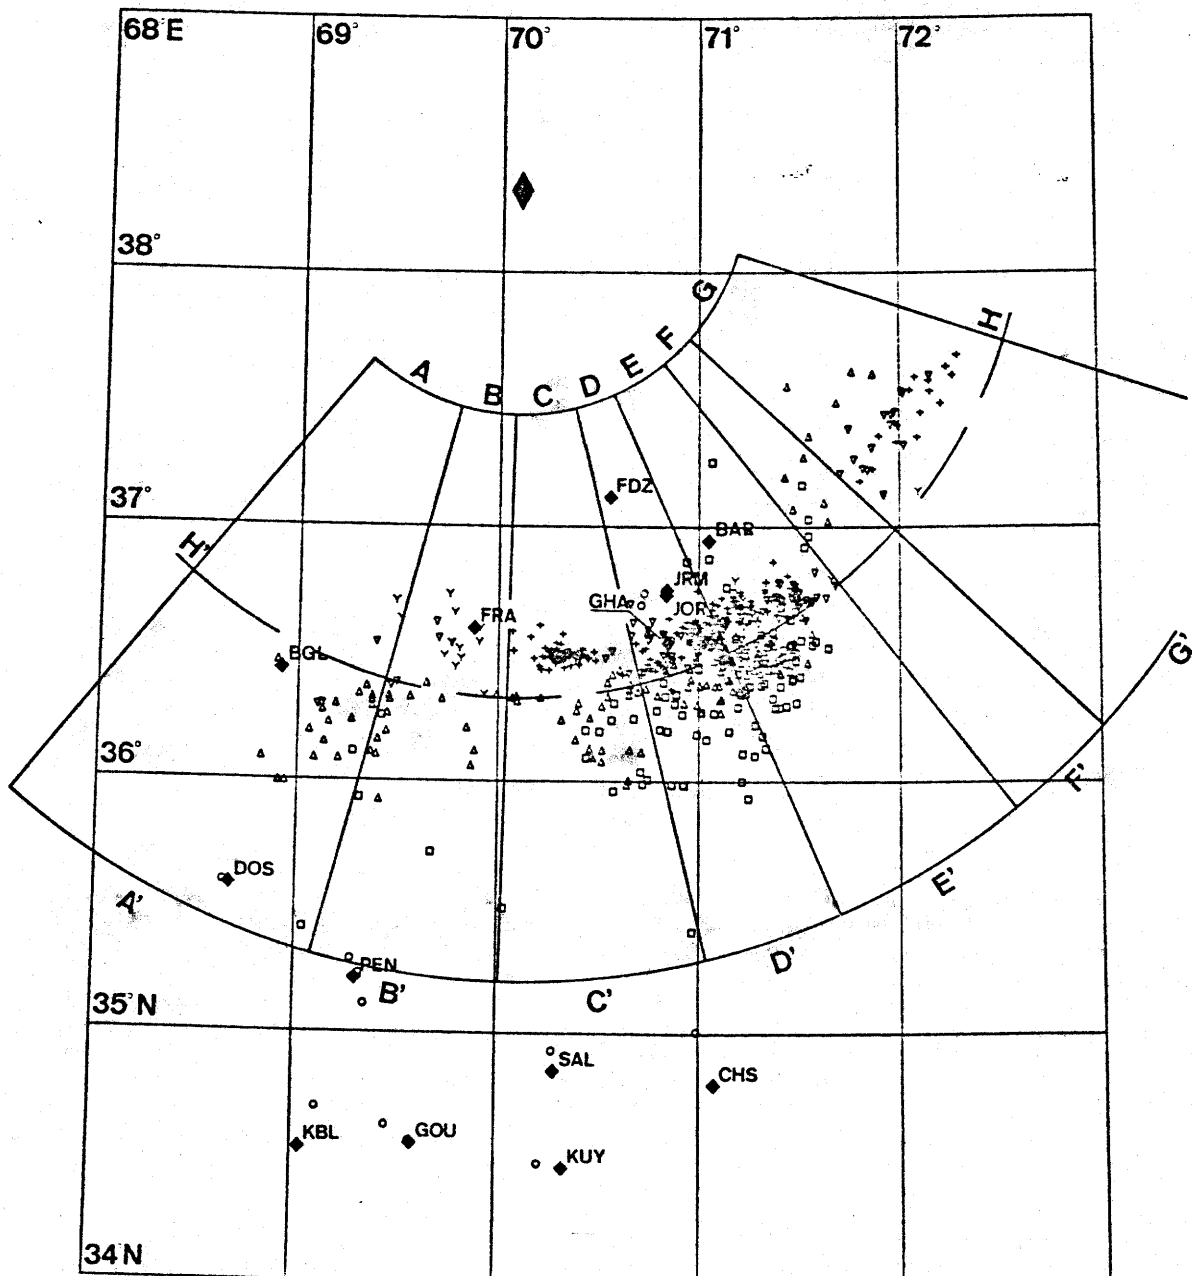 68°E
69°
70°
71°
72°
38°
G
F
E
D
C
B
A
H
37°
FDZ
BAR
H'
JRM
GHA
JOR
FRA
BGL
G'
36°
F'
E'
DOS
A'
D'
PEN
B'
C'
35°N
SAL
CHS
KBL
GOU
KUY
34°N